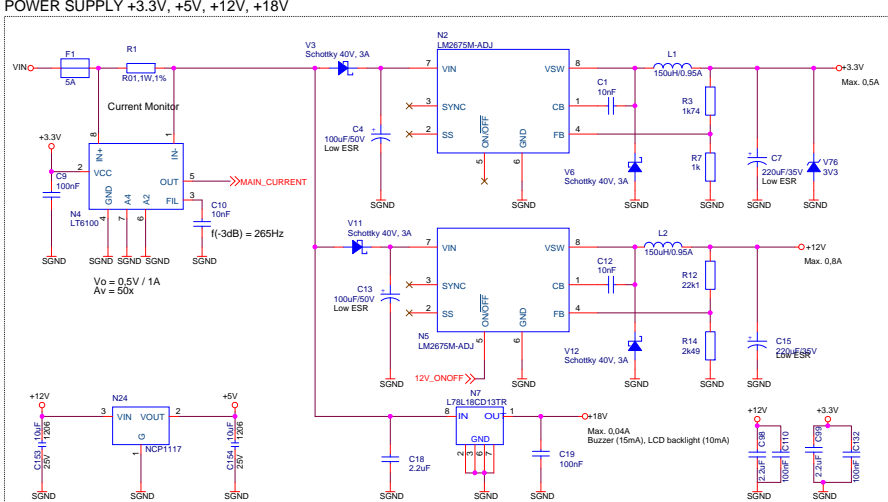 POWER SUPPLY +3.3V, +5V, +12V, +18V
VIN
F1
5A
R1
R01,1W,1%
Current Monitor
+3.3V
C9
100nF
8
1
IN+
IN-
2
VCC
OUT
5
MAIN_CURRENT
GND
A4
A2
FIL
3
N4
LT6100
4
7
6
C10
10nF
f(-3dB) = 265Hz
SGND
SGND
SGND
SGND
SGND
Vo = 0,5V / 1A
Av = 50x
V3
Schottky 40V, 3A
C4
100uF/50V
Low ESR
+
SGND
N2
LM2675M-ADJ
7
VIN
VSW
8
3
SYNC
CB
1
2
SS
FB
4
ON/OFF
GND
5
6
SGND
C1
10nF
V6
Schottky 40V, 3A
SGND
L1
150uH/0.95A
R3
1k74
R7
1k
SGND
C7
220uF/35V
Low ESR
+
SGND
V76
3V3
SGND
+3.3V
Max. 0,5A
V11
Schottky 40V, 3A
C13
100uF/50V
Low ESR
+
SGND
7
VIN
VSW
8
3
SYNC
CB
1
2
SS
FB
4
ON/OFF
GND
N5
LM2675M-ADJ
5
6
12V_ONOFF
SGND
C12
10nF
V12
Schottky 40V, 3A
SGND
L2
150uH/0.95A
R12
22k1
R14
2k49
SGND
C15
220uF/35V
Low ESR
+
SGND
+12V
Max. 0,8A
+12V
C153
10uF
1206
25V
SGND
N24
3
VIN
VOUT
2
G
NCP1117
1
SGND
+5V
C154
10uF
1206
25V
SGND
N7
L78L18CD13TR
8
IN
OUT
1
GND
2
3
6
7
SGND
C18
2.2uF
SGND
+18V
Max. 0,04A
Buzzer (15mA), LCD backlight (10mA)
C19
100nF
SGND
+12V
C98
2.2uF
C110
100nF
SGND
+3.3V
C99
2.2uF
C132
100nF
SGND